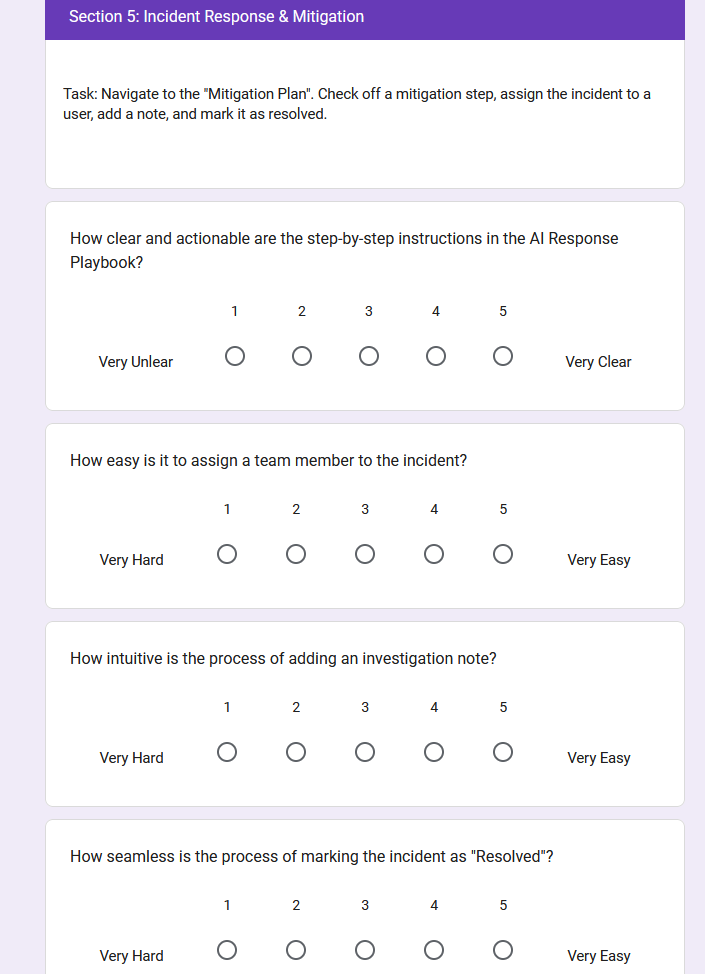 Section 5: Incident Response & Mitigation
Task: Navigate to the "Mitigation Plan". Check off a mitigation step, assign the incident to a
user, add a note, and mark it as resolved.
How clear and actionable are the step-by-step instructions in the AI Response
Playbook?
1 2 3 4 5
Very Unlear Very Clear
How easy is it to assign a team member to the incident?
1 2 3 4 5
Very Hard Very Easy
How intuitive is the process of adding an investigation note?
1 2 3 4 5
Very Hard Very Easy
How seamless is the process of marking the incident as "Resolved"?
1 2 3 4 5
Very Hard Very Easy